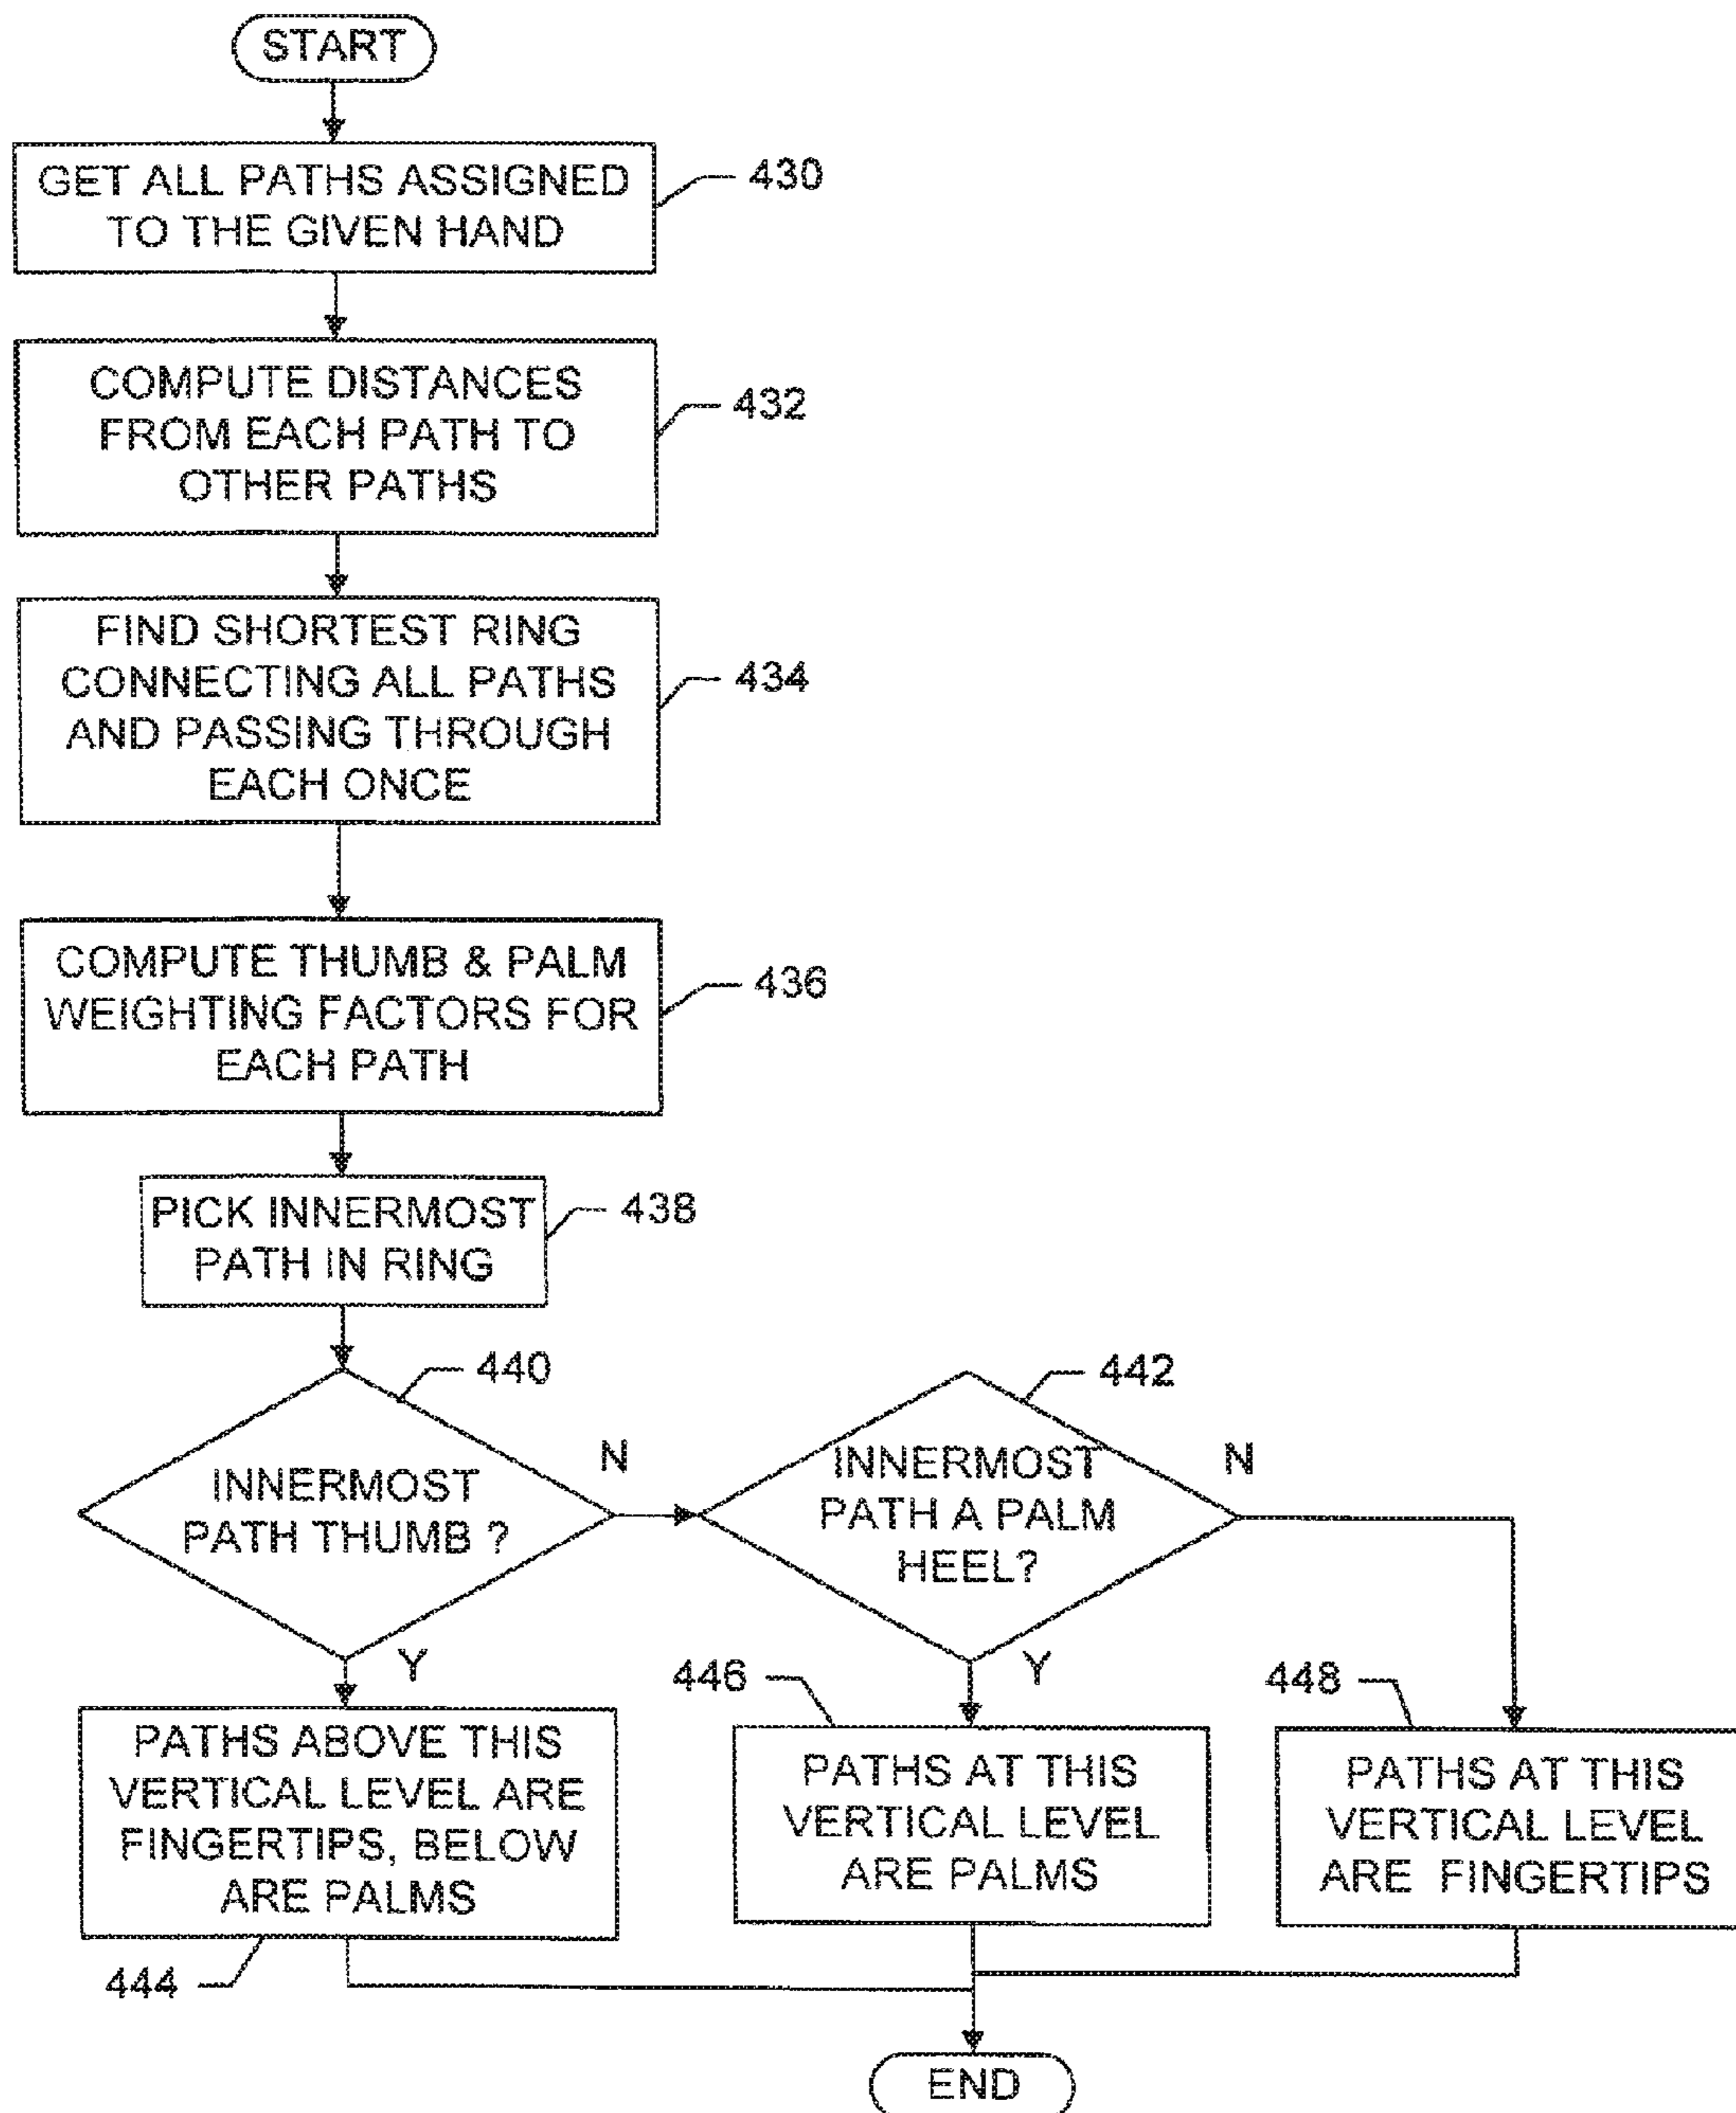 START
GET ALL PATHS ASSIGNED
TO THE GIVEN HAND
430
COMPUTE DISTANCES
FROM EACH PATH TO
OTHER PATHS
432
FIND SHORTEST RING
CONNECTING ALL PATHS
AND PASSING THROUGH
EACH ONCE
434
COMPUTE THUMB & PALM
WEIGHTING FACTORS FOR
EACH PATH
436
PICK INNERMOST
PATH IN RING
438
440
INNERMOST
PATH THUMB ?
N
Y
442
INNERMOST
PATH A PALM
HEEL?
N
Y
PATHS ABOVE THIS
VERTICAL LEVEL ARE
FINGERTIPS, BELOW
ARE PALMS
444
446
PATHS AT THIS
VERTICAL LEVEL
ARE PALMS
448
PATHS AT THIS
VERTICAL LEVEL
ARE FINGERTIPS
END